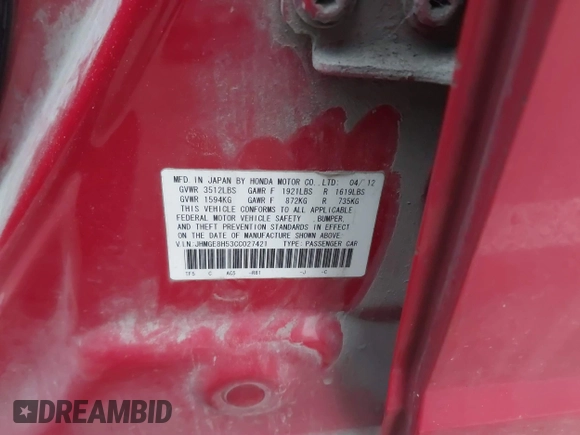 MFD. IN JAPAN BY HONDA MOTOR CO.,LTD. 04/12
GVWR 3512LBS GAWR F 1921LBS R 1619LBS
GVWR 1594KG GAWR F 872KG R 735KG
THIS VEHICLE CONFORMS TO ALL APPLICABLE
FEDERAL MOTOR VEHICLE SAFETY , BUMPER,
AND THEFT PREVENTION STANDARDS IN EFFECT
ON THE DATE OF MANUFACTURE SHOWN ABOVE.
V.I.N:JHMGE8H53CC027421 TYPE: PASSENGER CAR
DREAMBID